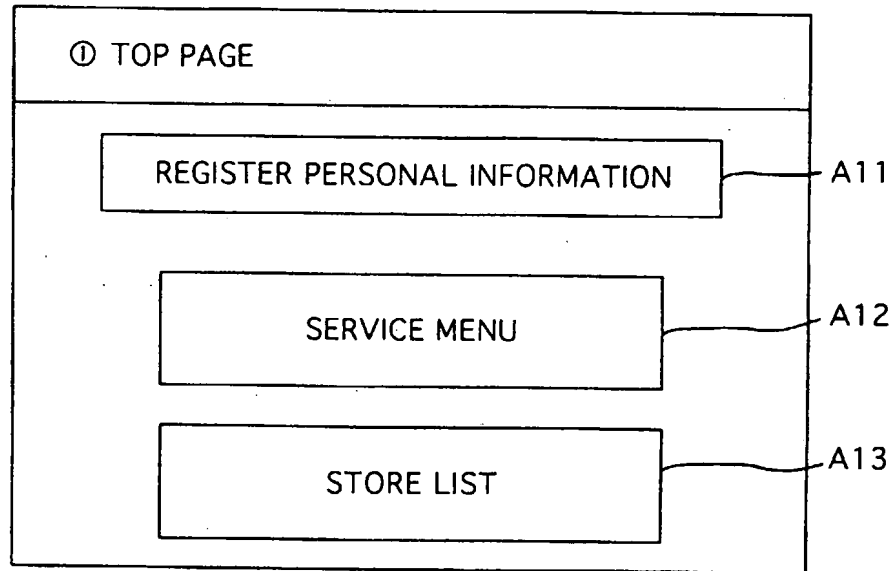 ① TOP PAGE
REGISTER PERSONAL INFORMATION
A11
SERVICE MENU
A12
STORE LIST
A13